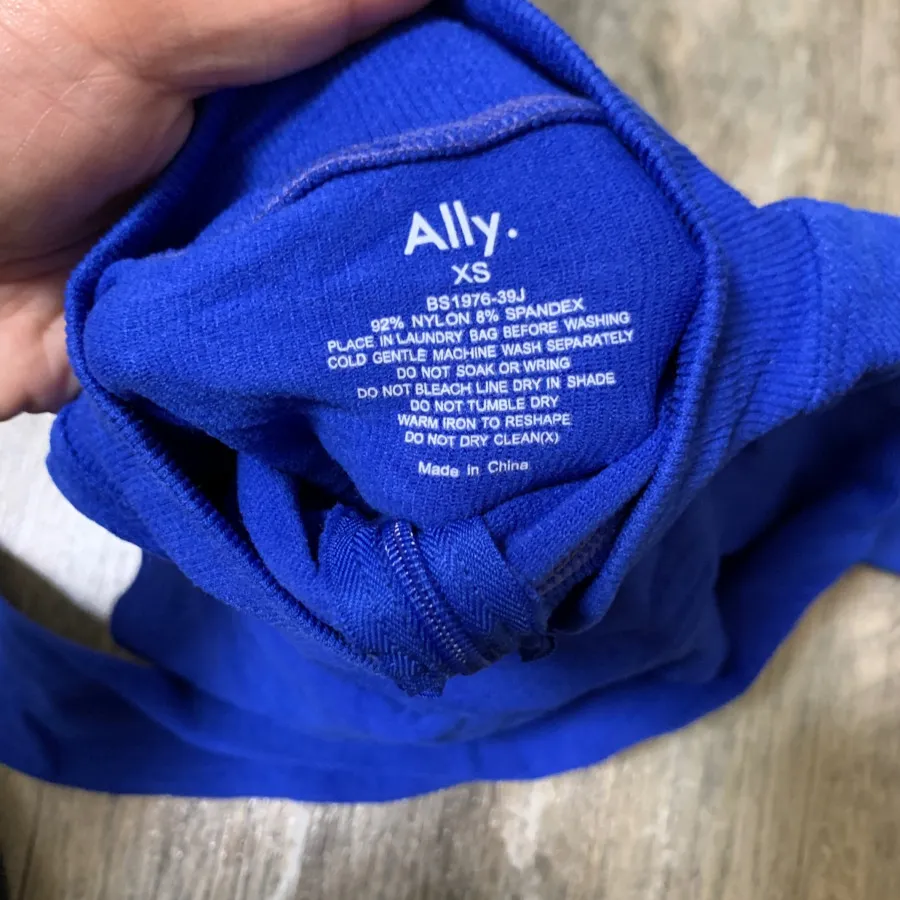 Ally.
XS
BS1976-39J
92% NYLON 8% SPANDEX
PLACE IN LAUNDRY BAG BEFORE WASHING
COLD GENTLE MACHINE WASH SEPARATELY
DO NOT SOAK OR WRING
DO NOT BLEACH LINE DRY IN SHADE
DO NOT TUMBLE DRY
WARM IRON TO RESHAPE
DO NOT DRY CLEAN(X)
Made in China